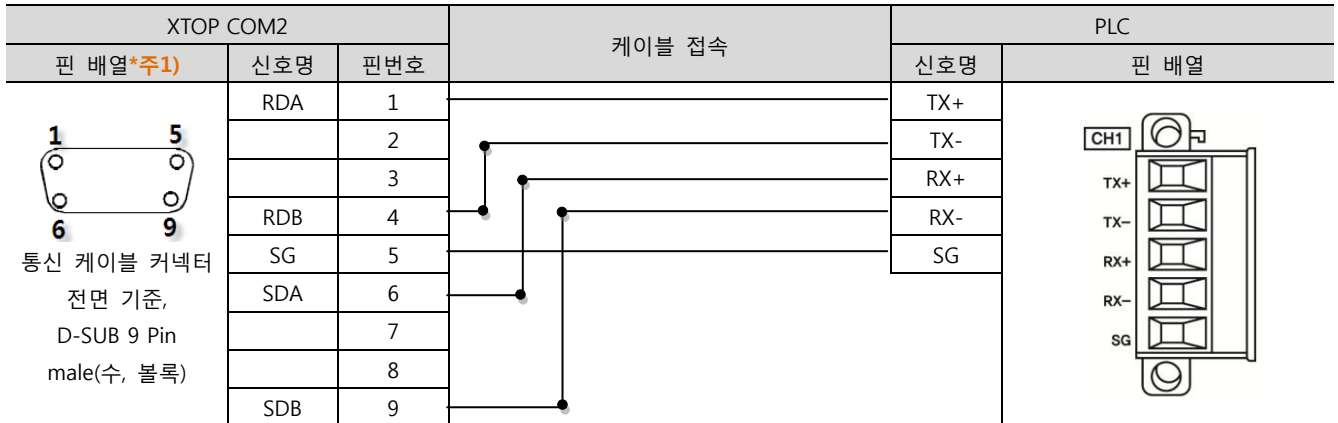 XTOP COM2
케이블 접속
PLC
핀 배열*주1)
신호명
핀번호
신호명
핀 배열
RDA 1 TX+
2 TX-
3 RX+
RDB 4 RX-
SG 5 SG
SDA 6
7
8
SDB 9
1 5
6 9
통신 케이블 커넥터
전면 기준,
D-SUB 9 Pin
male(수, 볼록)
CH1
TX+
TX-
RX+
RX-
SG